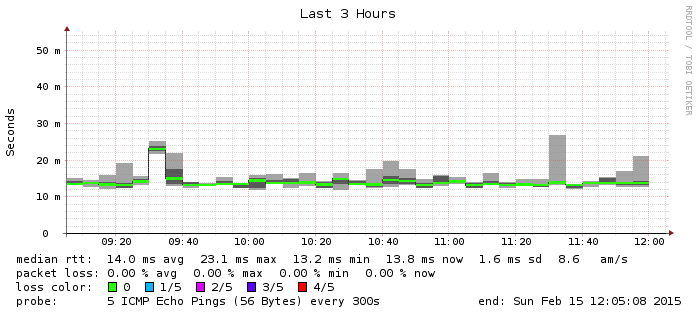 Last 3 Hours
RRDTOOL / TOBI OETIKER
Seconds
50 m
40 m
30 m
20 m
10 m
0
09:20 09:40 10:00 10:20 10:40 11:00 11:20 11:40 12:00
median rtt: 14.0 ms avg 23.1 ms max 13.2 ms min 13.8 ms now 1.6 ms sd 8.6 am/s
packet loss: 0.00 % avg 0.00 % max 0.00 % min 0.00 % now
loss color: 0 1/5 2/5 3/5 4/5
probe: 5 ICMP Echo Pings (56 Bytes) every 300s end: Sun Feb 15 12:05:08 2015